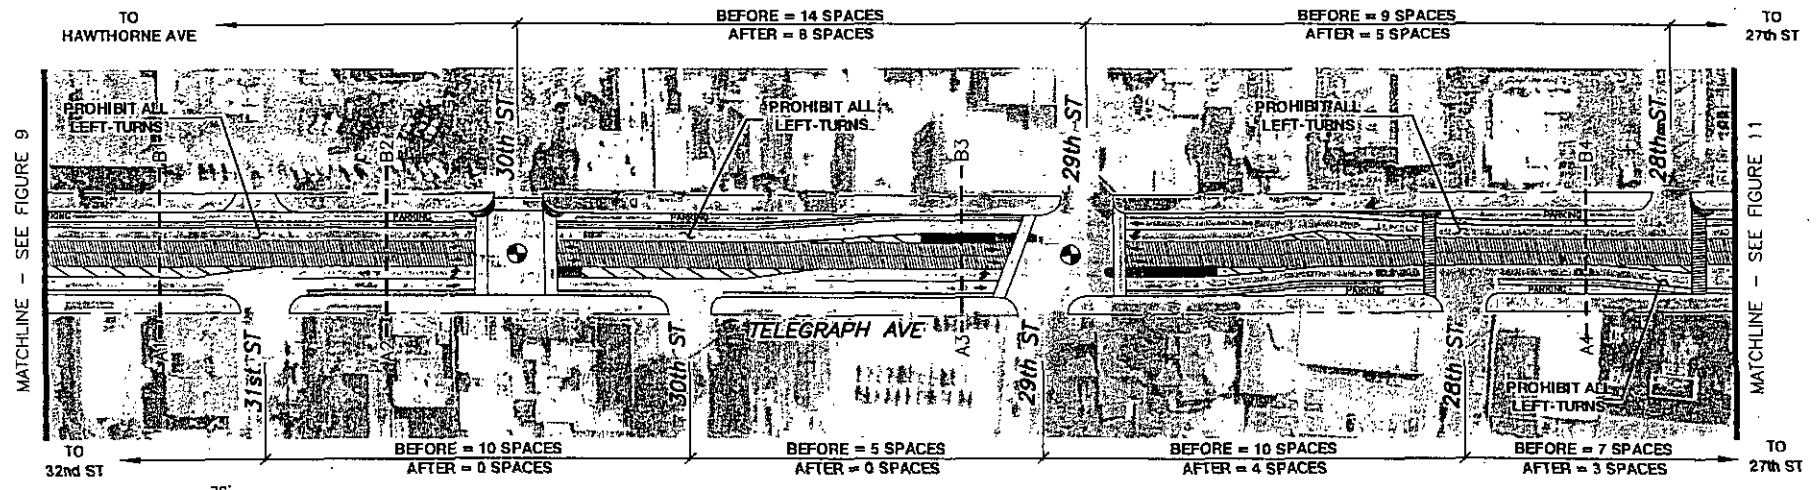 TO
HAWTHORNE AVE
BEFORE = 14 SPACES
AFTER = 8 SPACES
BEFORE = 9 SPACES
AFTER = 5 SPACES
TO
27th ST
MATCHLINE - SEE FIGURE 9
PROHIBIT ALL
LEFT-TURNS
B2
30th ST
PROHIBIT ALL
LEFT-TURNS
B3
29th ST
PROHIBIT ALL
LEFT-TURNS
B4
28th ST
MATCHLINE - SEE FIGURE 11
PARKING
PARKING
PARKING
PARKING
PARKING
31st ST
A2
30th ST
TELEGRAPH AVE
A3
29th ST
28th ST
A4
PROHIBIT ALL
LEFT-TURNS
TO
32nd ST
BEFORE = 10 SPACES
AFTER = 0 SPACES
BEFORE = 5 SPACES
AFTER = 0 SPACES
BEFORE = 10 SPACES
AFTER = 4 SPACES
BEFORE = 7 SPACES
AFTER = 3 SPACES
TO
27th ST